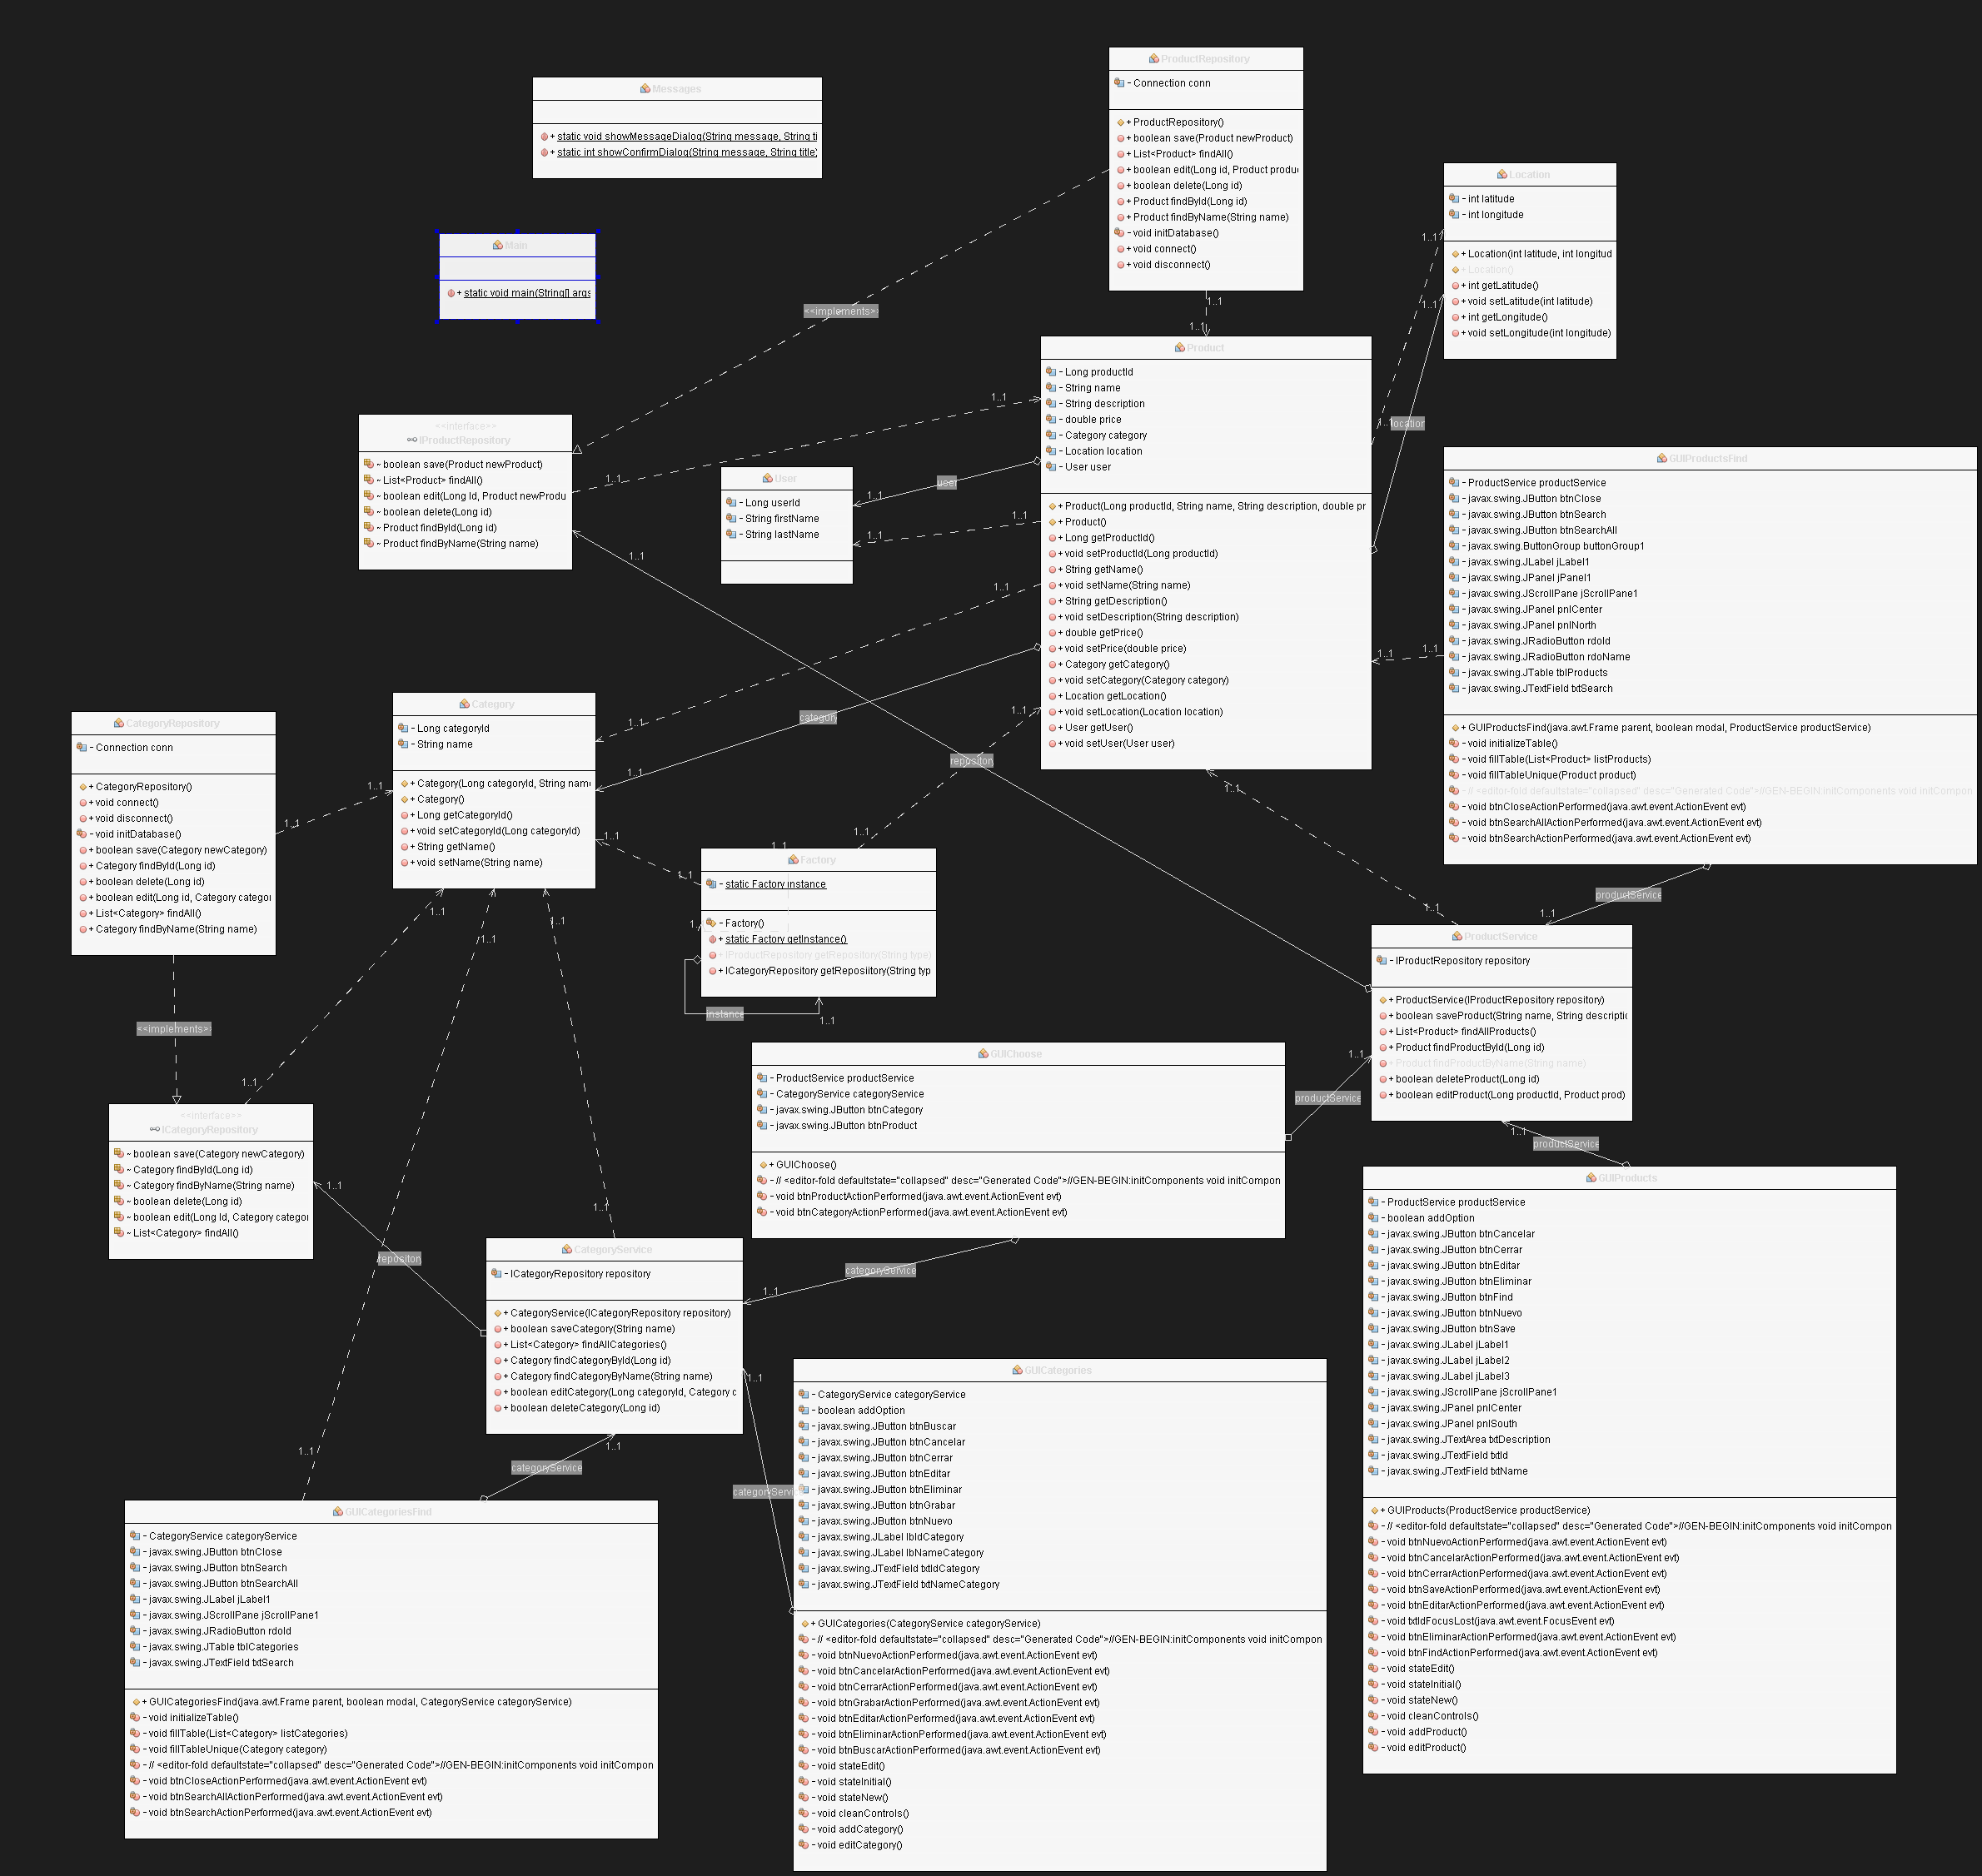 Messages
+ static void showMessageDialog(String message, String ti
+ static int showConfirmDialog(String message, String title)
Main
+ static void main(String[] args
ProductRepository
- Connection conn
+ ProductRepository()
+ boolean save(Product newProduct)
+ List<Product> findAll()
+ boolean edit(Long id, Product produ
+ boolean delete(Long id)
+ Product findById(Long id)
+ Product findByName(String name)
- void initDatabase()
+ void connect()
+ void disconnect()
1..1
1..1
<<implements>
Location
- int latitude
- int longitude
+ Location(int latitude, int longitud
+ Location()
+ int getLatitude()
+ void setLatitude(int latitude)
+ int getLongitude()
+ void setLongitude(int longitude)
1..1
1..1
1..1
location
Product
- Long productId
- String name
- String description
- double price
- Category category
- Location location
- User user
+ Product(Long productId, String name, String description, double pr
+ Product()
+ Long getProductId()
+ void setProductId(Long productId)
+ String getName()
+ void setName(String name)
+ String getDescription()
+ void setDescription(String description)
+ double getPrice()
+ void setPrice(double price)
+ Category getCategory()
+ void setCategory(Category category)
+ Location getLocation()
+ void setLocation(Location location)
+ User getUser()
+ void setUser(User user)
<<interface>>
IProductRepository
~ boolean save(Product newProduct)
~ List<Product> findAll()
~ boolean edit(Long Id, Product newProdu
~ boolean delete(Long id)
~ Product findById(Long id)
~ Product findByName(String name)
1..1
1..1
1..1
User
- Long userId
- String firstName
- String lastName
user
1..1
1..1
1..1
1..1
GUIProductsFind
- ProductService productService
- javax.swing.JButton btnClose
- javax.swing.JButton btnSearch
- javax.swing.JButton btnSearchAll
- javax.swing.ButtonGroup buttonGroup1
- javax.swing.JLabel jLabel1
- javax.swing.JPanel jPanel1
- javax.swing.JScrollPane jScrollPane1
- javax.swing.JPanel pnlCenter
- javax.swing.JPanel pnlNorth
- javax.swing.JRadioButton rdoId
- javax.swing.JRadioButton rdoName
- javax.swing.JTable tblProducts
- javax.swing.JTextField txtSearch
+ GUIProductsFind(java.awt.Frame parent, boolean modal, ProductService productService)
- void initializeTable()
- void fillTable(List<Product> listProducts)
- void fillTableUnique(Product product)
- // <editor-fold defaultstate="collapsed" desc="Generated Code">//GEN-BEGIN:initComponents void initCompon
- void btnCloseActionPerformed(java.awt.event.ActionEvent evt)
- void btnSearchAllActionPerformed(java.awt.event.ActionEvent evt)
- void btnSearchActionPerformed(java.awt.event.ActionEvent evt)
1..1
1..1
Category
- Long categoryId
- String name
+ Category(Long categoryId, String name
+ Category()
+ Long getCategoryId()
+ void setCategoryId(Long categoryId)
+ String getName()
+ void setName(String name)
1..1
1..1
category
CategoryRepository
- Connection conn
+ CategoryRepository()
+ void connect()
+ void disconnect()
- void initDatabase()
+ boolean save(Category newCategory)
+ Category findById(Long id)
+ boolean delete(Long id)
+ boolean edit(Long id, Category categor
+ List<Category> findAll()
+ Category findByName(String name)
1..1
1..1
<<implements>
repository
1..1
1..1
1..1
1..1
1..1
Factory
- static Factory instance
- Factory()
+ static Factory getInstance()
+ IProductRepository getRepository(String type)
+ ICategoryRepository getReposiitory(String typ
instance
1..1
1..1
1..1
productService
1..1
ProductService
- IProductRepository repository
+ ProductService(IProductRepository repository)
+ boolean saveProduct(String name, String descriptic
+ List<Product> findAllProducts()
+ Product findProductById(Long id)
+ Product findProductByName(String name)
+ boolean deleteProduct(Long id)
+ boolean editProduct(Long productId, Product prod)
<<interface>>
ICategoryRepository
~ boolean save(Category newCategory)
~ Category findById(Long id)
~ Category findByName(String name)
~ boolean delete(Long id)
~ boolean edit(Long Id, Category categor
~ List<Category> findAll()
1..1
1..1
1..1
1..1
1..1
repository
GUIChoose
- ProductService productService
- CategoryService categoryService
- javax.swing.JButton btnCategory
- javax.swing.JButton btnProduct
+ GUIChoose()
- // <editor-fold defaultstate="collapsed" desc="Generated Code">//GEN-BEGIN:initComponents void initCompon
- void btnProductActionPerformed(java.awt.event.ActionEvent evt)
- void btnCategoryActionPerformed(java.awt.event.ActionEvent evt)
1..1
productService
1..1
productService
categoryService
1..1
CategoryService
- ICategoryRepository repository
+ CategoryService(ICategoryRepository repository)
+ boolean saveCategory(String name)
+ List<Category> findAllCategories()
+ Category findCategoryById(Long id)
+ Category findCategoryByName(String name)
+ boolean editCategory(Long categoryId, Category c
+ boolean deleteCategory(Long id)
1..1
1..1
1..1
1..1
categoryService
categoryServi
GUIProducts
- ProductService productService
- boolean addOption
- javax.swing.JButton btnCancelar
- javax.swing.JButton btnCerrar
- javax.swing.JButton btnEditar
- javax.swing.JButton btnEliminar
- javax.swing.JButton btnFind
- javax.swing.JButton btnNuevo
- javax.swing.JButton btnSave
- javax.swing.JLabel jLabel1
- javax.swing.JLabel jLabel2
- javax.swing.JLabel jLabel3
- javax.swing.JScrollPane jScrollPane1
- javax.swing.JPanel pnlCenter
- javax.swing.JPanel pnlSouth
- javax.swing.JTextArea txtDescription
- javax.swing.JTextField txtId
- javax.swing.JTextField txtName
+ GUIProducts(ProductService productService)
- // <editor-fold defaultstate="collapsed" desc="Generated Code">//GEN-BEGIN:initComponents void initCompon
- void btnNuevoActionPerformed(java.awt.event.ActionEvent evt)
- void btnCancelarActionPerformed(java.awt.event.ActionEvent evt)
- void btnCerrarActionPerformed(java.awt.event.ActionEvent evt)
- void btnSaveActionPerformed(java.awt.event.ActionEvent evt)
- void btnEditarActionPerformed(java.awt.event.ActionEvent evt)
- void txtIdFocusLost(java.awt.event.FocusEvent evt)
- void btnEliminarActionPerformed(java.awt.event.ActionEvent evt)
- void btnFindActionPerformed(java.awt.event.ActionEvent evt)
- void stateEdit()
- void stateInitial()
- void stateNew()
- void cleanControls()
- void addProduct()
- void editProduct()
GUICategories
- CategoryService categoryService
- boolean addOption
- javax.swing.JButton btnBuscar
- javax.swing.JButton btnCancelar
- javax.swing.JButton btnCerrar
- javax.swing.JButton btnEditar
- javax.swing.JButton btnEliminar
- javax.swing.JButton btnGrabar
- javax.swing.JButton btnNuevo
- javax.swing.JLabel lbIdCategory
- javax.swing.JLabel lbNameCategory
- javax.swing.JTextField txtIdCategory
- javax.swing.JTextField txtNameCategory
+ GUICategories(CategoryService categoryService)
- // <editor-fold defaultstate="collapsed" desc="Generated Code">//GEN-BEGIN:initComponents void initCompon
- void btnNuevoActionPerformed(java.awt.event.ActionEvent evt)
- void btnCancelarActionPerformed(java.awt.event.ActionEvent evt)
- void btnCerrarActionPerformed(java.awt.event.ActionEvent evt)
- void btnGrabarActionPerformed(java.awt.event.ActionEvent evt)
- void btnEditarActionPerformed(java.awt.event.ActionEvent evt)
- void btnEliminarActionPerformed(java.awt.event.ActionEvent evt)
- void btnBuscarActionPerformed(java.awt.event.ActionEvent evt)
- void stateEdit()
- void stateInitial()
- void stateNew()
- void cleanControls()
- void addCategory()
- void editCategory()
GUICategoriesFind
- CategoryService categoryService
- javax.swing.JButton btnClose
- javax.swing.JButton btnSearch
- javax.swing.JButton btnSearchAll
- javax.swing.JLabel jLabel1
- javax.swing.JScrollPane jScrollPane1
- javax.swing.JRadioButton rdoId
- javax.swing.JTable tblCategories
- javax.swing.JTextField txtSearch
+ GUICategoriesFind(java.awt.Frame parent, boolean modal, CategoryService categoryService)
- void initializeTable()
- void fillTable(List<Category> listCategories)
- void fillTableUnique(Category category)
- // <editor-fold defaultstate="collapsed" desc="Generated Code">//GEN-BEGIN:initComponents void initCompon
- void btnCloseActionPerformed(java.awt.event.ActionEvent evt)
- void btnSearchAllActionPerformed(java.awt.event.ActionEvent evt)
- void btnSearchActionPerformed(java.awt.event.ActionEvent evt)